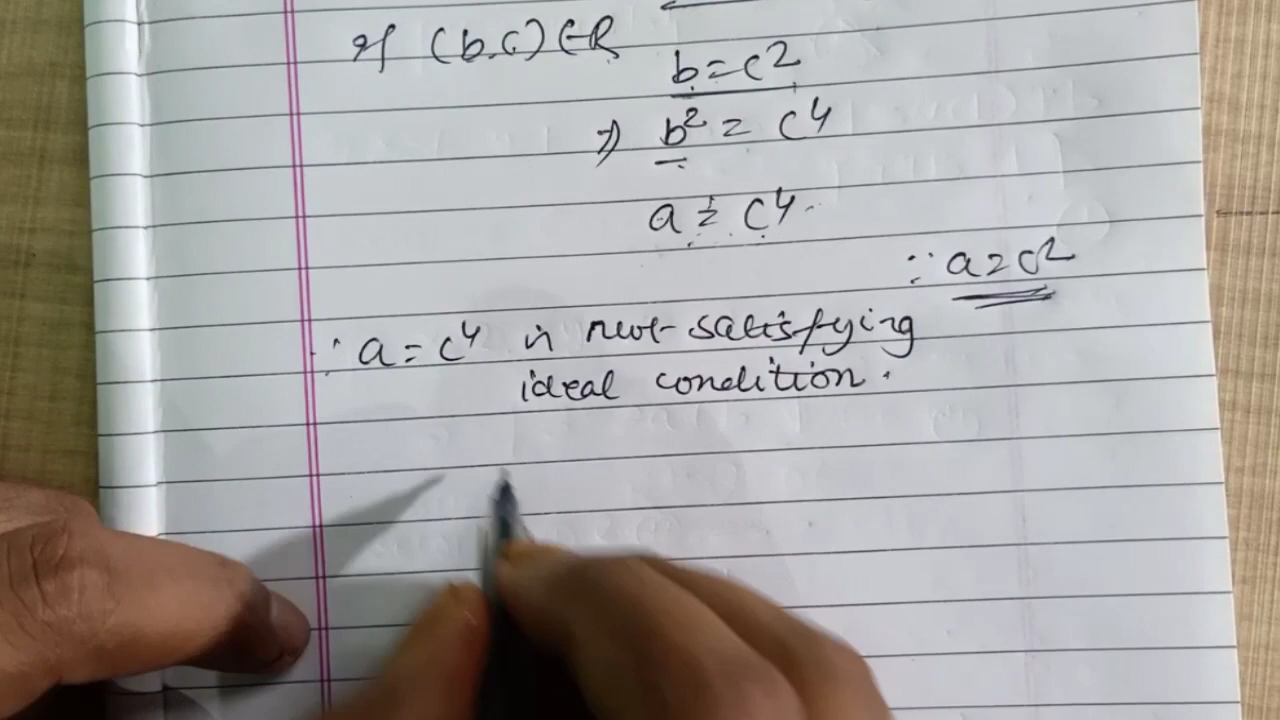 If (b,c) ∈ R
b = c²
⇒ b² = c⁴
a = c⁴.
∵ a = c²
∴ a = c⁴ is not satisfying
ideal condition.